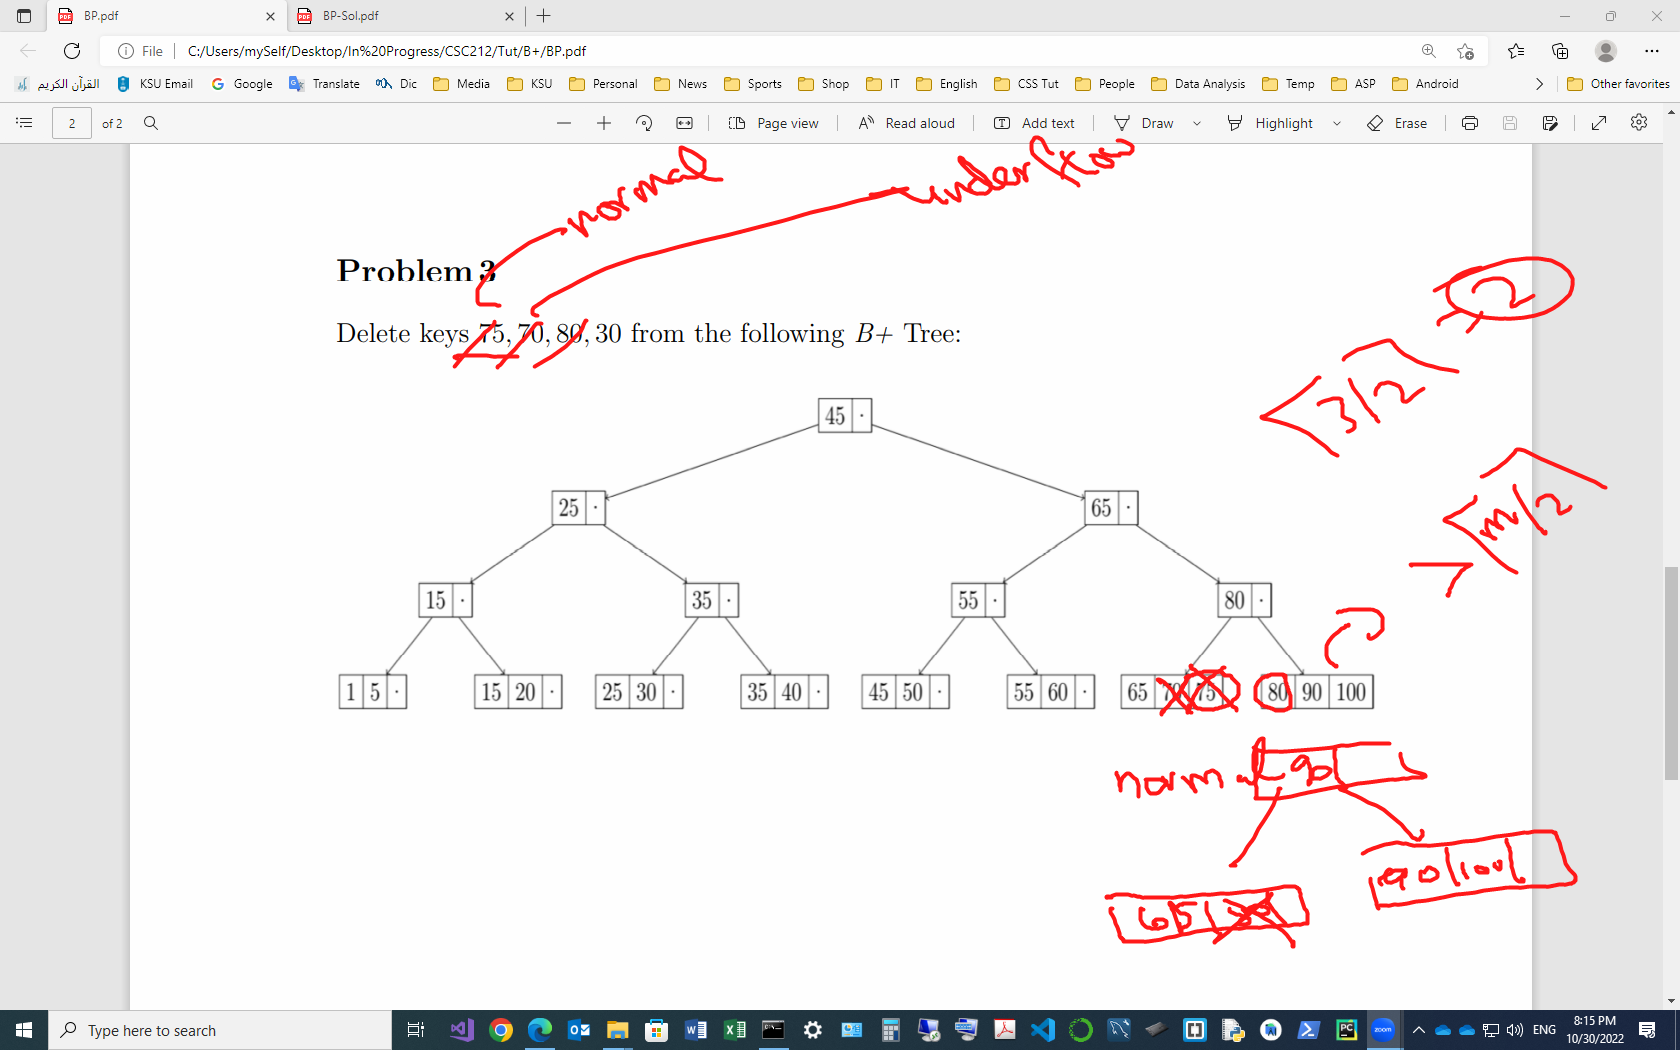 BP.pdf
BP-Sol.pdf
File
C:/Users/mySelf/Desktop/In%20Progress/CSC212/Tut/B+/BP.pdf
القرآن الكريم
KSU Email
Google
Translate
Dic
Media
KSU
Personal
News
Sports
Shop
IT
English
CSS Tut
People
Data Analysis
Temp
ASP
Android
Other favorites
2 of 2
Page view
Read aloud
Add text
Draw
Highlight
Erase
normal
underflow
Problem 3
2
Delete keys 75, 70, 80, 30 from the following B+ Tree:
3/2
45 ·
25 ·
65 ·
m/2
15 ·
35 ·
55 ·
80 ·
1 5 ·
15 20 ·
25 30 ·
35 40 ·
45 50 ·
55 60 ·
65 70 75
80 90 100
90
90 100
65
Type here to search
ENG
8:15 PM
10/30/2022